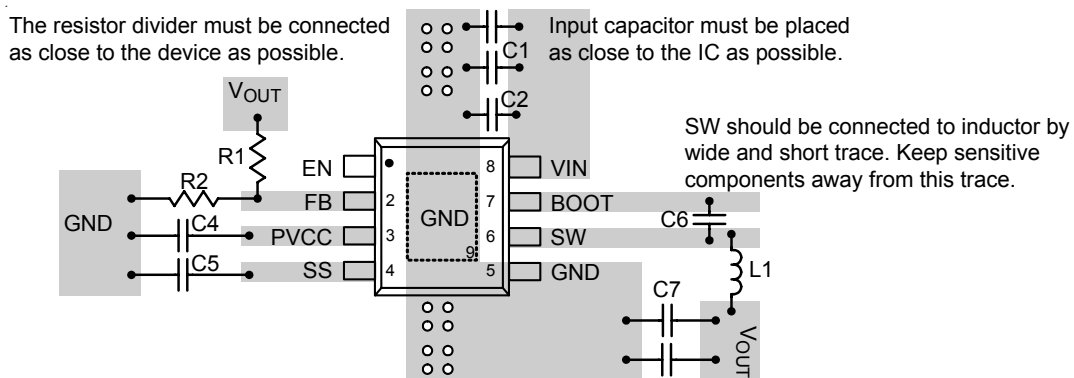 The resistor divider must be connected
as close to the device as possible.
Input capacitor must be placed
as close to the IC as possible.
C1
C2
VOUT
R1
R2
GND
C4
C5
EN
FB
PVCC
SS
2
3
4
GND
9
8
7
6
5
VIN
BOOT
SW
GND
SW should be connected to inductor by
wide and short trace. Keep sensitive
components away from this trace.
C6
L1
C7
VOUT